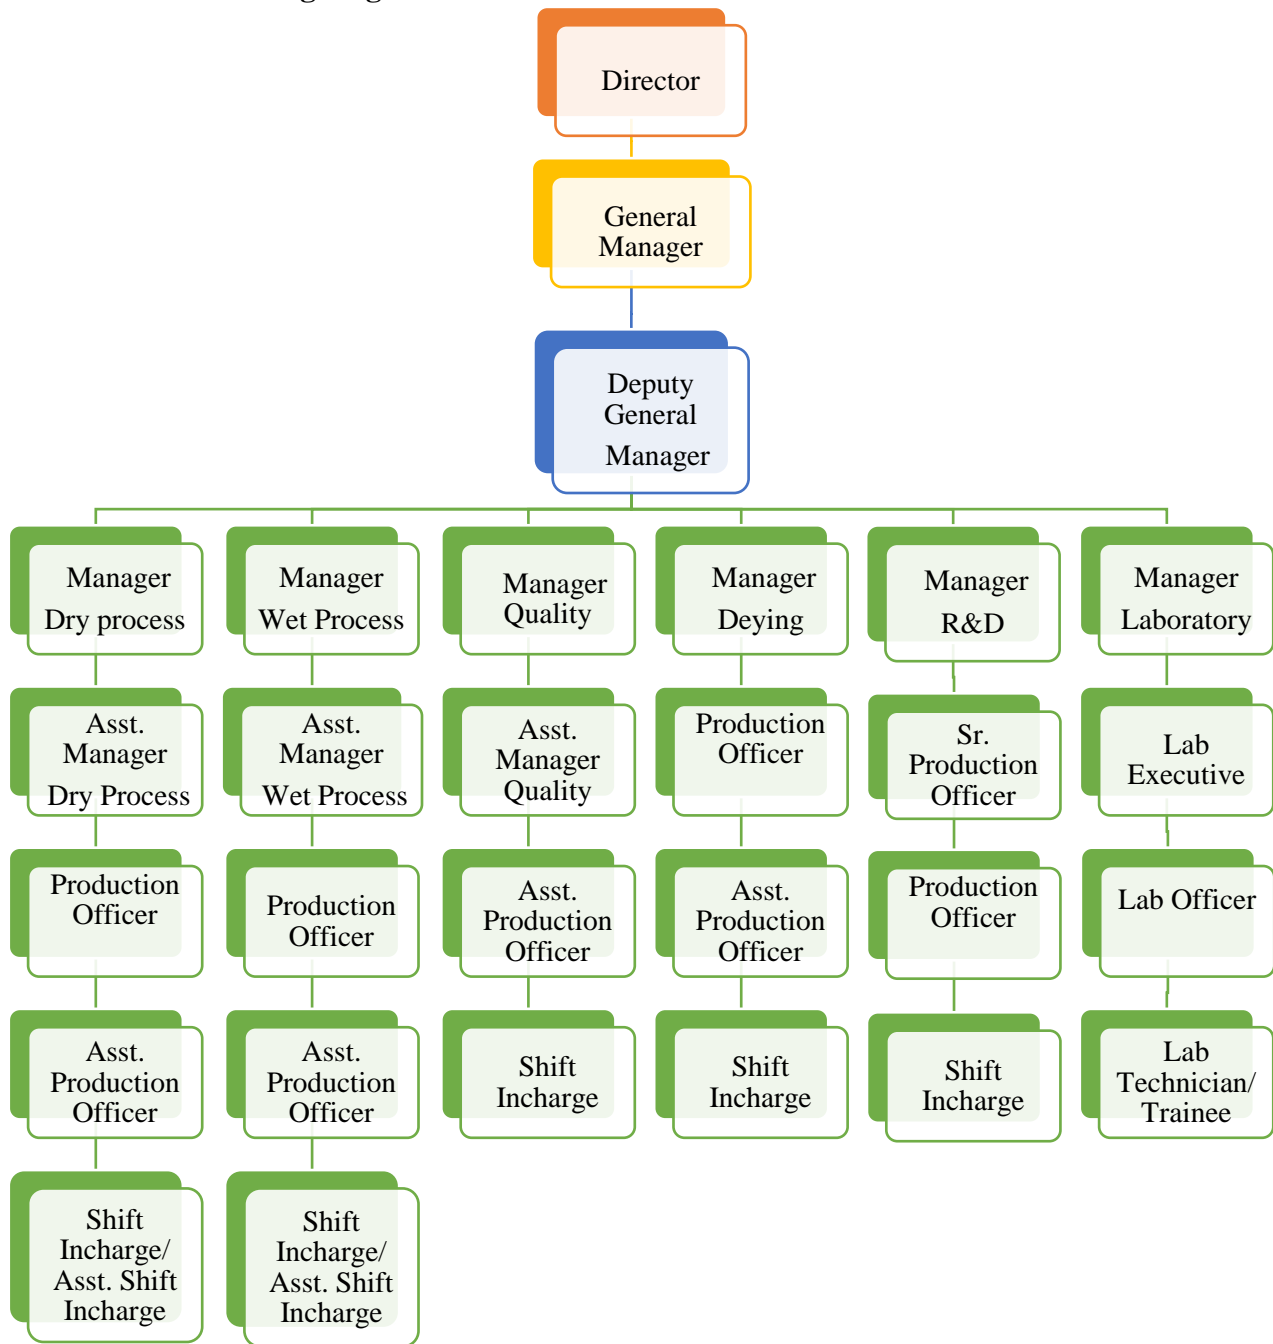 Director
General
Manager
Deputy
General
Manager
Manager
Dry process
Manager
Wet Process
Manager
Quality
Manager
Deying
Manager
R&D
Manager
Laboratory
Asst.
Manager
Dry Process
Asst.
Manager
Wet Process
Asst.
Manager
Quality
Production
Officer
Sr.
Production
Officer
Lab
Executive
Production
Officer
Production
Officer
Asst.
Production
Officer
Asst.
Production
Officer
Production
Officer
Lab Officer
Asst.
Production
Officer
Asst.
Production
Officer
Shift
Incharge
Shift
Incharge
Shift
Incharge
Lab
Technician/
Trainee
Shift
Incharge/
Asst. Shift
Incharge
Shift
Incharge/
Asst. Shift
Incharge